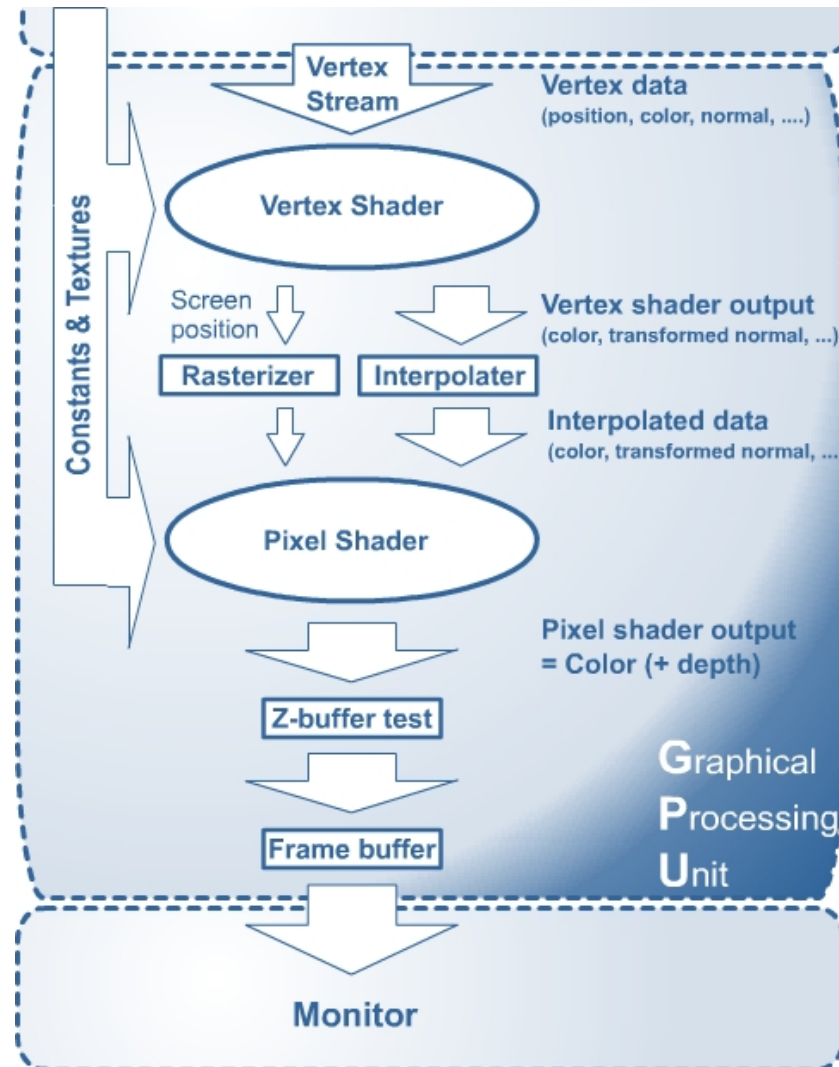 Vertex
Stream
Vertex data
(position, color, normal, ....)
Constants & Textures
Vertex Shader
Screen
position
Vertex shader output
(color, transformed normal, ...)
Rasterizer
Interpolater
Interpolated data
(color, transformed normal, ...
Pixel Shader
Pixel shader output
= Color (+ depth)
Z-buffer test
Graphical
Processing
Unit
Frame buffer
Monitor